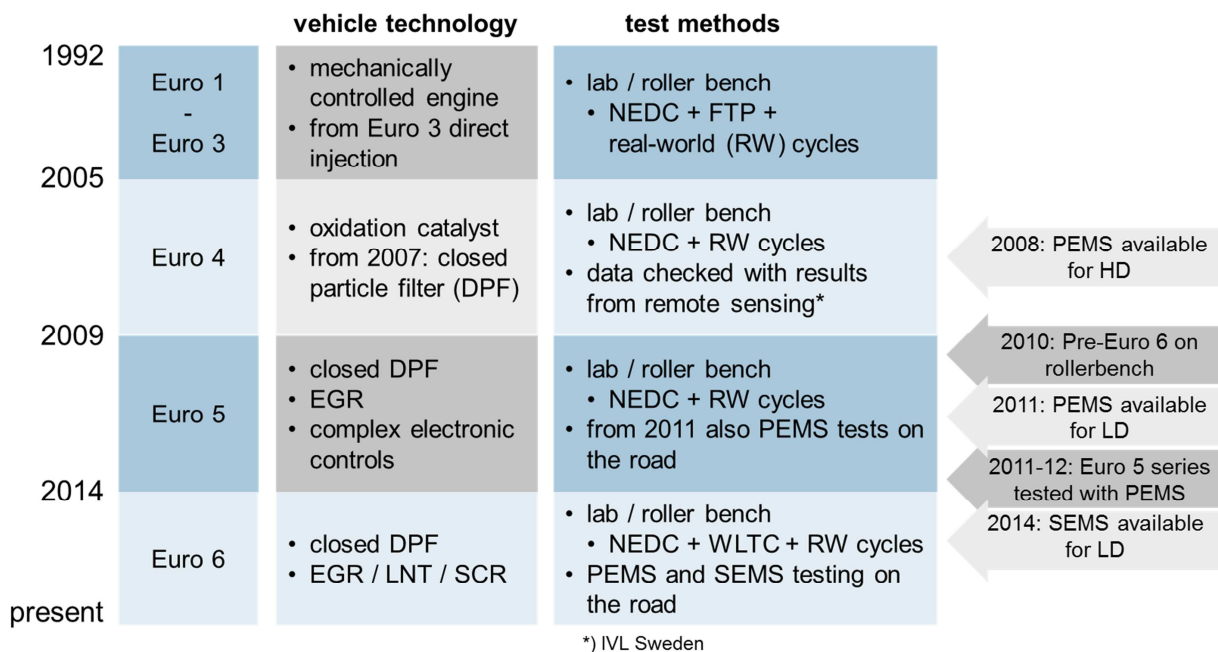 vehicle technology
test methods
1992
Euro 1
-
Euro 3
• mechanically
controlled engine
• from Euro 3 direct
injection
• lab / roller bench
• NEDC + FTP +
real-world (RW) cycles
2005
Euro 4
• oxidation catalyst
• from 2007: closed
particle filter (DPF)
• lab / roller bench
• NEDC + RW cycles
• data checked with results
from remote sensing*
2008: PEMS available
for HD
2009
Euro 5
• closed DPF
• EGR
• complex electronic
controls
• lab / roller bench
• NEDC + RW cycles
• from 2011 also PEMS tests on
the road
2010: Pre-Euro 6 on
rollerbench
2011: PEMS available
for LD
2011-12: Euro 5 series
tested with PEMS
2014
Euro 6
• closed DPF
• EGR / LNT / SCR
• lab / roller bench
• NEDC + WLTC + RW cycles
• PEMS and SEMS testing on
the road
2014: SEMS available
for LD
present
*) IVL Sweden